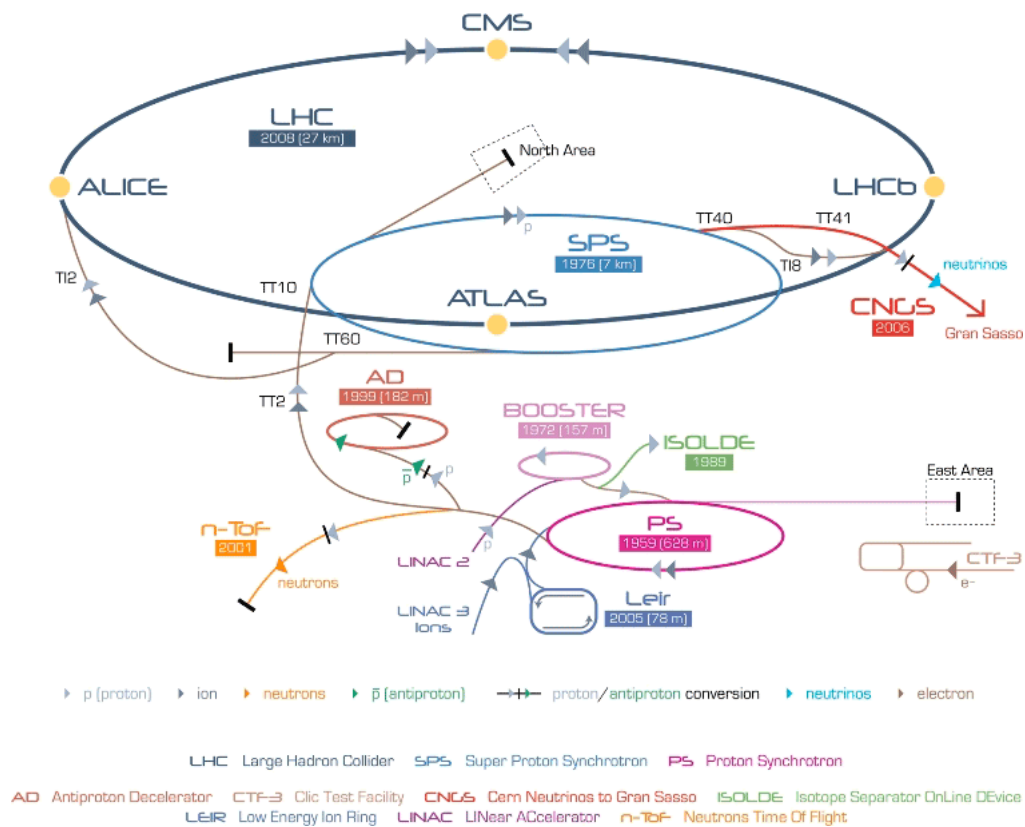 CMS
LHC
2008 (27 km)
North Area
ALICE
LHCb
TT40
TT41
SPS
1976 (7 km)
p
TI8
TI2
TT10
ATLAS
neutrinos
CNGS
2006
Gran Sasso
TT60
AD
1999 (182 m)
TT2
BOOSTER
1972 (157 m)
ISOLDE
1989
East Area
p̅
p
n-ToF
2001
neutrons
LINAC 2
p
PS
1959 (628 m)
CTF-3
e-
LINAC 3
Ions
Leir
2005 (78 m)
p (proton)
ion
neutrons
p̅ (antiproton)
proton/antiproton conversion
neutrinos
electron
LHC Large Hadron Collider SPS Super Proton Synchrotron PS Proton Synchrotron
AD Antiproton Decelerator CTF-3 Clic Test Facility CNGS Cern Neutrinos to Gran Sasso ISOLDE Isotope Separator OnLine DEvice
LEIR Low Energy Ion Ring LINAC LINear ACcelerator n-ToF Neutrons Time Of Flight